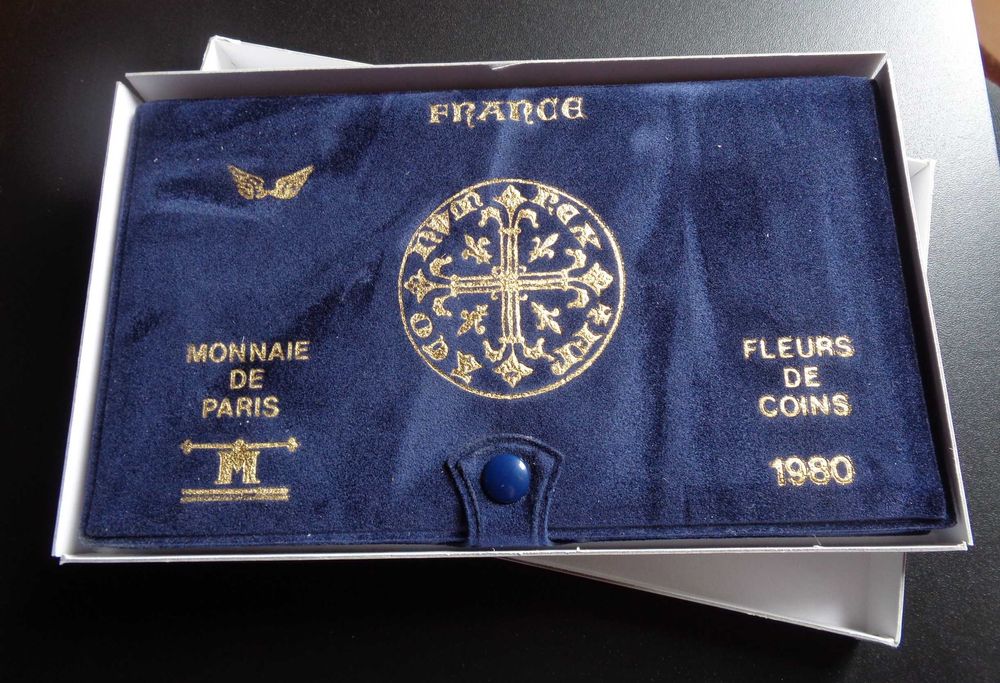 FRANCE
MONNAIE
DE
PARIS
M
FLEURS
DE
COINS
1980